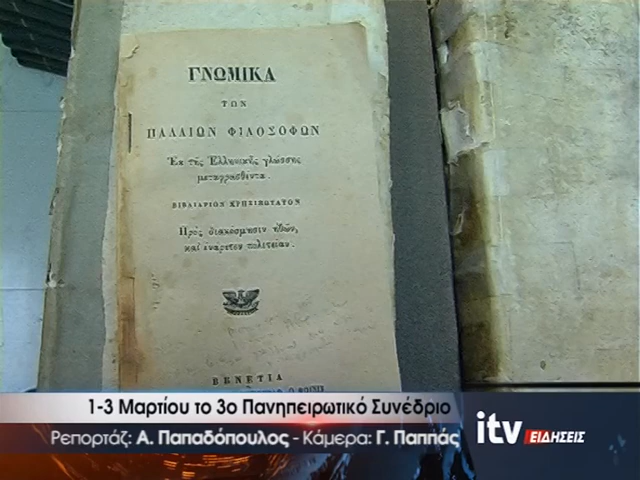 ΓΝΩΜΙΚΑ
ΤΩΝ
ΠΑΛΑΙΩΝ ΦΙΛΟΣΟΦΩΝ
Ἐκ τῆς Ἑλληνικῆς γλώσσης
μεταφρασθέντα.
ΒΙΒΛΙΑΡΙΟΝ ΧΡΗΣΙΜΩΤΑΤΟΝ
Πρὸς διακόσμησιν ἠθῶν,
καὶ ἐνάρετον πολιτείαν.
ΒΕΝΕΤΙΑ
1-3 Μαρτίου το 3ο Πανηπειρωτικό Συνέδριο
Ρεπορτάζ: Α. Παπαδόπουλος - Κάμερα: Γ. Παππάς
itv ΕΙΔΗΣΕΙΣ